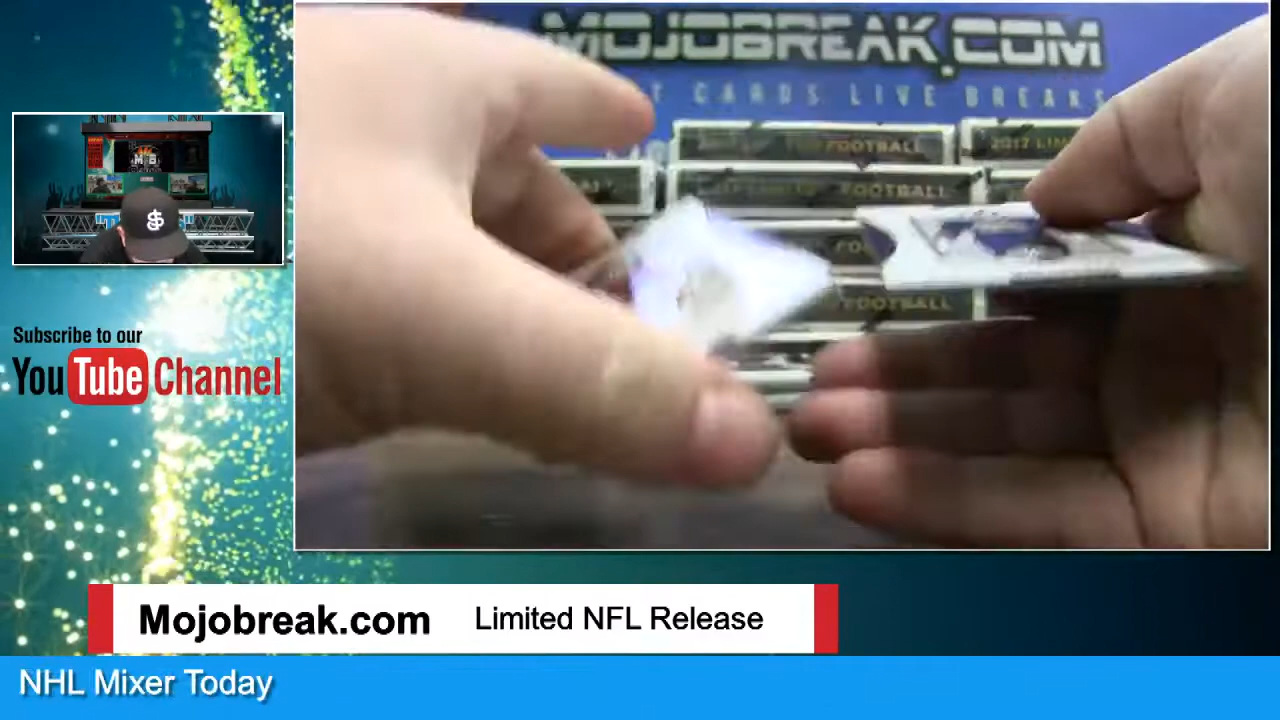 MOJOBREAK.COM
CARDS LIVE BREAKS
FOOTBALL
2017 LIM
FOOTBALL
FOOTBALL
Subscribe to our
YouTube Channel
Mojobreak.com Limited NFL Release
NHL Mixer Today